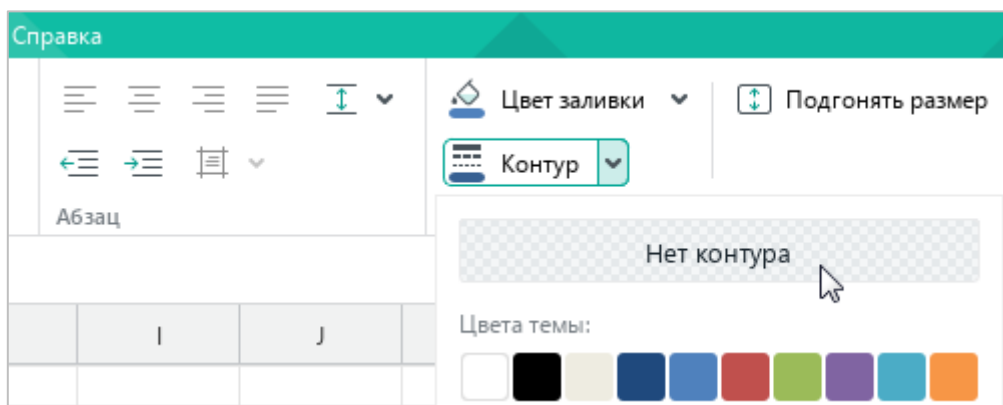 Справка
Цвет заливки
Подгонять размер
Контур
Абзац
Нет контура
I
J
Цвета темы: